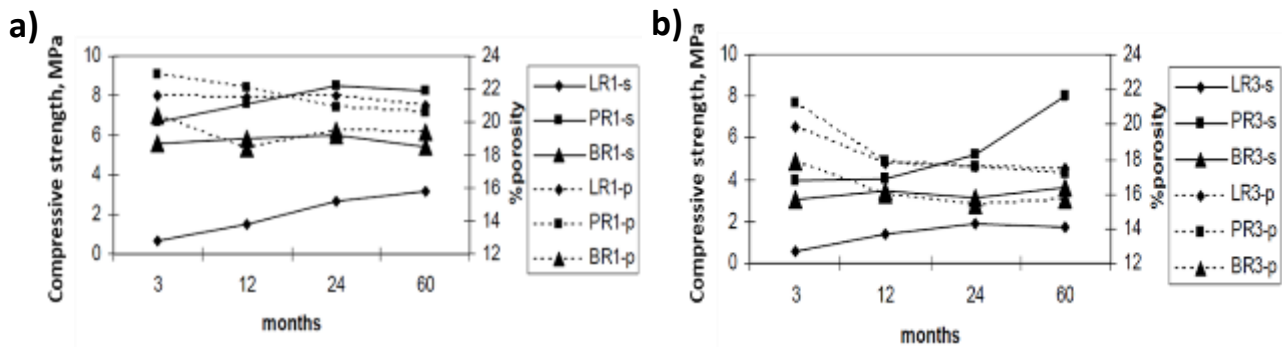 a)
Compressive strength, MPa
10
8
6
4
2
0
24
22
20
18
16
14
12
%porosity
3 12 24 60
months
LR1-s
PR1-s
BR1-s
LR1-p
PR1-p
BR1-p
b)
Compressive strength, MPa
10
8
6
4
2
0
24
22
20
18
16
14
12
%porosity
3 12 24 60
months
LR3-s
PR3-s
BR3-s
LR3-p
PR3-p
BR3-p